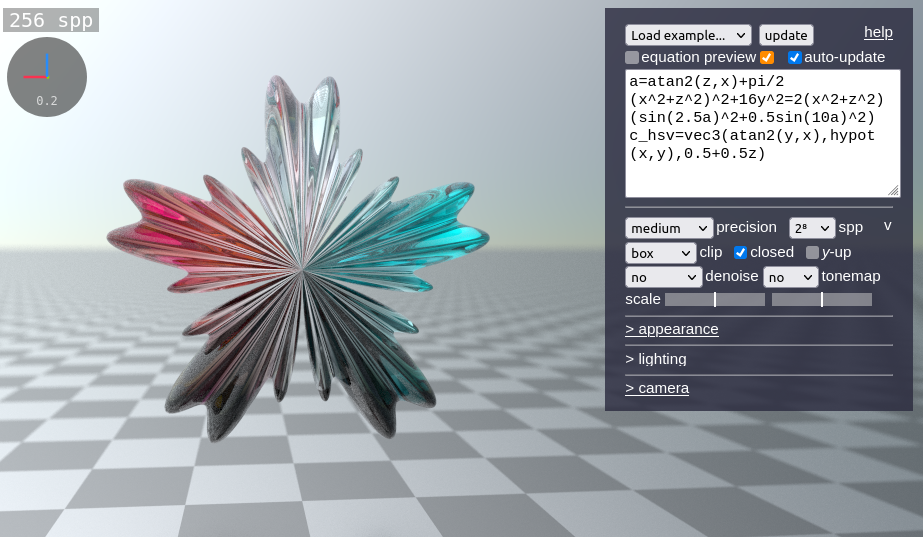 256 spp
0.2
Load example... update help
equation preview auto-update
a=atan2(z,x)+pi/2
(x^2+z^2)^2+16y^2=2(x^2+z^2)
(sin(2.5a)^2+0.5sin(10a)^2)
c_hsv=vec3(atan2(y,x),hypot
(x,y),0.5+0.5z)
medium precision 2⁸ spp v
box clip closed y-up
no denoise no tonemap
scale
> appearance
> lighting
> camera